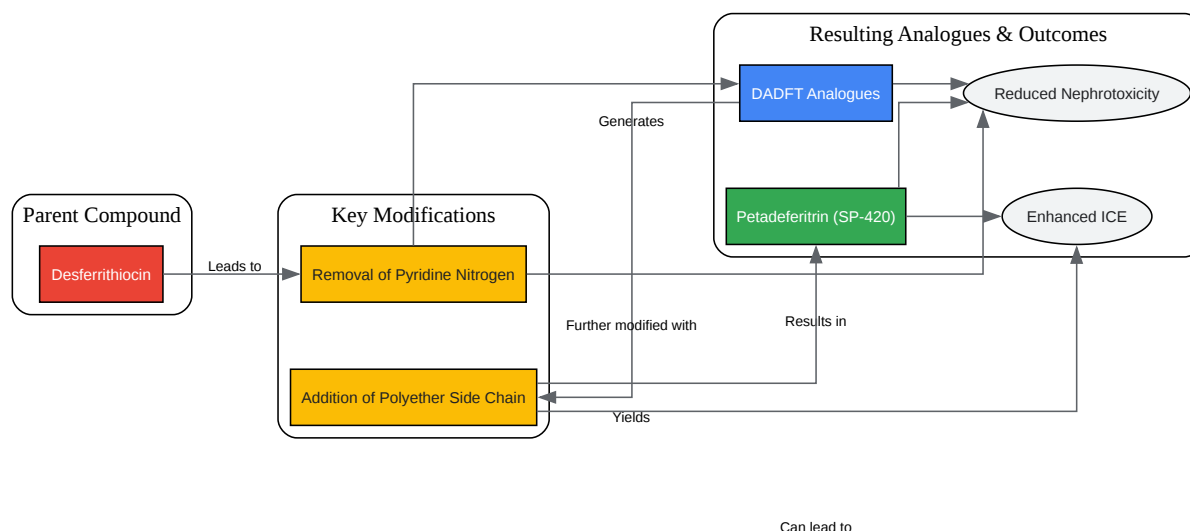 Resulting Analogues & Outcomes
DADFT Analogues
Reduced Nephrotoxicity
Generates
Parent Compound
Key Modifications
Petadeferitrin (SP-420)
Enhanced ICE
Desferrithiocin
Leads to
Removal of Pyridine Nitrogen
Further modified with
Results in
Addition of Polyether Side Chain
Yields
Can lead to